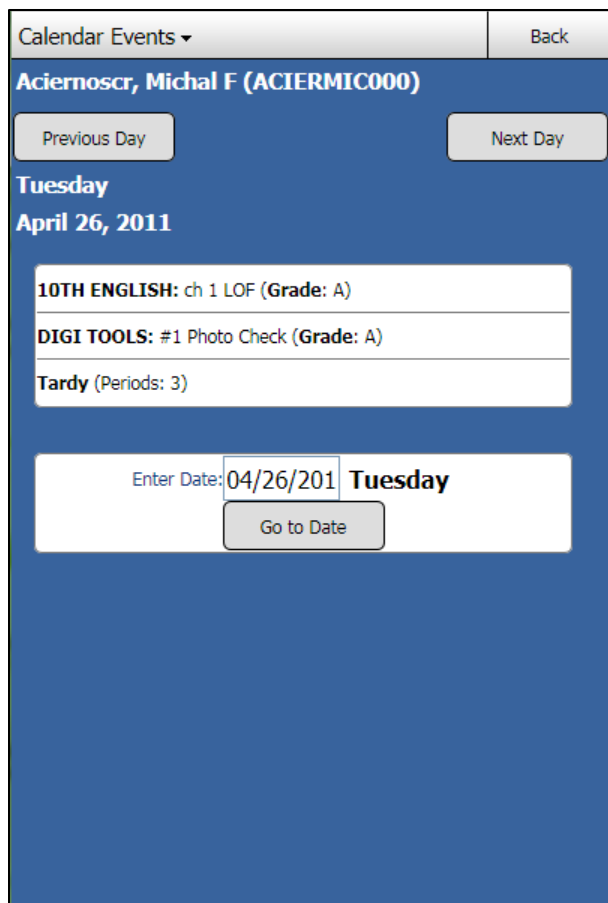 Calendar Events Back
Aciernoscr, Michal F (ACIERMIC000)
Previous Day Next Day
Tuesday
April 26, 2011
10TH ENGLISH: ch 1 LOF (Grade: A)
DIGI TOOLS: #1 Photo Check (Grade: A)
Tardy (Periods: 3)
Enter Date: 04/26/201 Tuesday
Go to Date